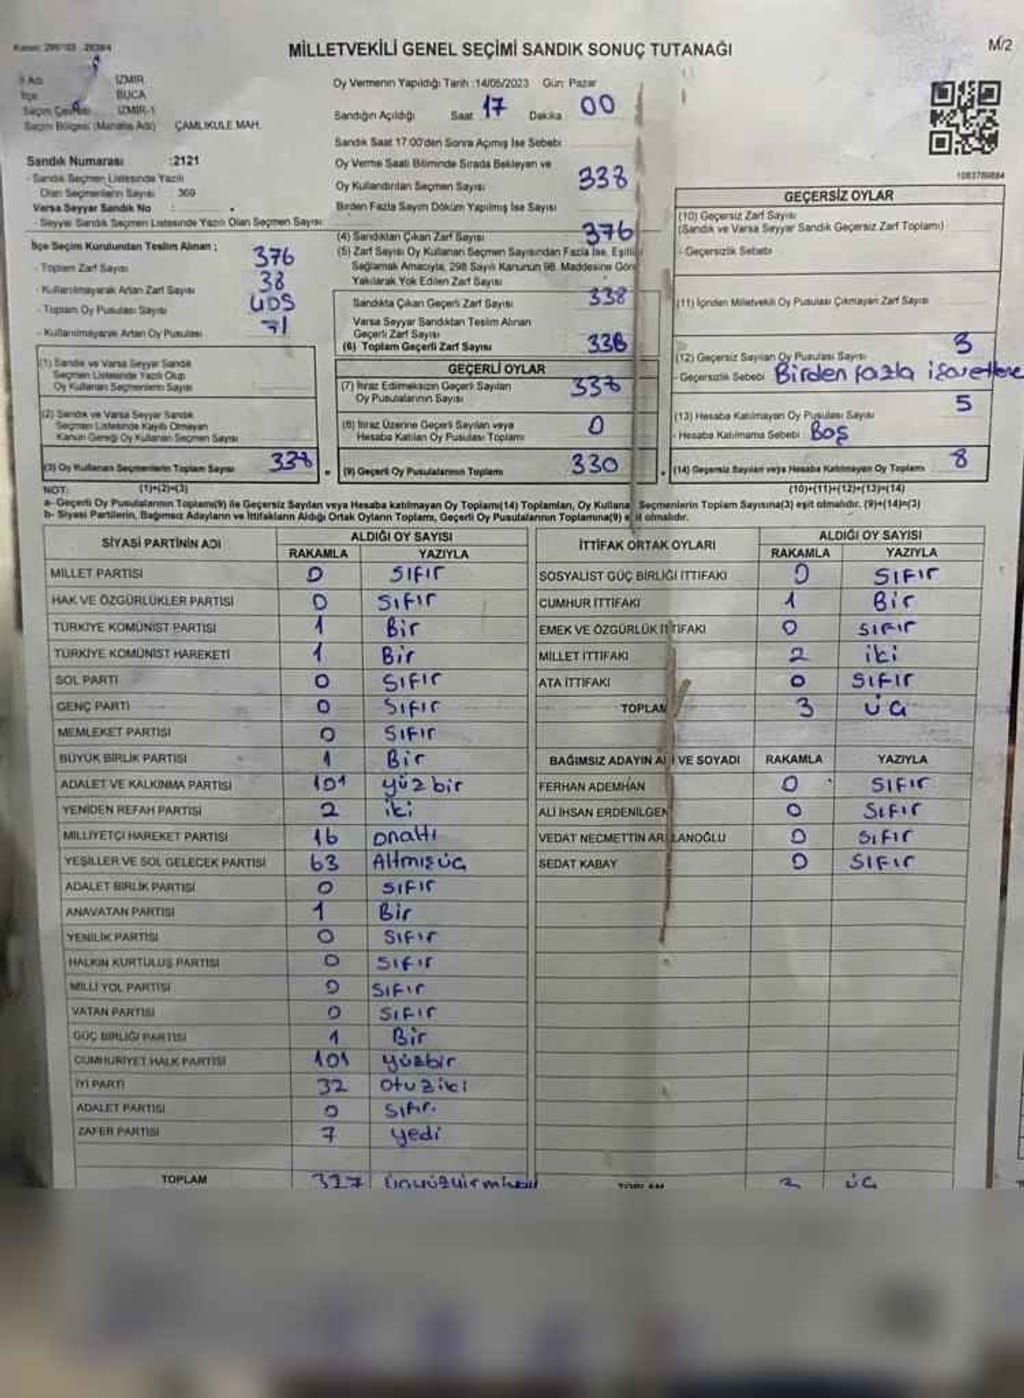 MİLLETVEKİLİ GENEL SEÇİMİ SANDIK SONUÇ TUTANAĞI
M/2
İZMİR
BUCA
İZMİR-1
Seçim Bölgesi (Mahalle Adı) ÇAMLIKULE MAH.
Oy Vermenin Yapıldığı Tarih :14/05/2023 Gün: Pazar
Sandığın Açıldığı Saat 17 Dakika 00
Sandık Saat 17:00'den Sonra Açılmış İse Sebebi
Oy Verme Saati Bitiminde Sırada Bekleyen ve
Oy Kullandırılan Seçmen Sayısı 338
Birden Fazla Sayım Döküm Yapılmış İse Sayısı
Sandık Numarası :2121
- Sandık Seçmen Listesinde Yazılı
Olan Seçmenlerin Sayısı : 369
Varsa Seyyar Sandık No :
- Seyyar Sandık Seçmen Listesinde Yazılı Olan Seçmen Sayısı
İlçe Seçim Kurulundan Teslim Alınan ;
- Toplam Zarf Sayısı 376
- Kullanılmayarak Artan Zarf Sayısı 38
- Toplam Oy Pusulası Sayısı
- Kullanılmayarak Artan Oy Pusulası 71
(1) Sandık ve Varsa Seyyar Sandık
Seçmen Listesinde Yazılı Olup
Oy Kullanan Seçmenlerin Sayısı
(2) Sandık ve Varsa Seyyar Sandık
Seçmen Listesinde Kayıtlı Olmayan
Kanun Gereği Oy Kullanan Seçmen Sayısı
(3) Oy Kullanan Seçmenlerin Toplam Sayısı 338
(4) Sandıktan Çıkan Zarf Sayısı 376
(5) Zarf Sayısı Oy Kullanan Seçmen Sayısından Fazla İse, Eşitliği
Sağlamak Amacıyla, 298 Sayılı Kanunun 98. Maddesine Göre
Yakılarak Yok Edilen Zarf Sayısı
Sandıkta Çıkan Geçerli Zarf Sayısı 338
Varsa Seyyar Sandıktan Teslim Alınan
Geçerli Zarf Sayısı
(6) Toplam Geçerli Zarf Sayısı 338
GEÇERLİ OYLAR
(7) İtiraz Edilmeksizin Geçerli Sayılan
Oy Pusulalarının Sayısı
(8) İtiraz Üzerine Geçerli Sayılan veya
Hesaba Katılan Oy Pusulası Toplamı 0
(9) Geçerli Oy Pusulalarının Toplamı 330
GEÇERSİZ OYLAR
(10) Geçersiz Zarf Sayısı
(Sandık ve Varsa Seyyar Sandık Geçersiz Zarf Toplamı)
- Geçersizlik Sebebi
(11) İçinden Milletvekili Oy Pusulası Çıkmayan Zarf Sayısı
(12) Geçersiz Sayılan Oy Pusulası Sayısı 3
- Geçersizlik Sebebi Birden fazla işaretleme
(13) Hesaba Katılmayan Oy Pusulası Sayısı 5
- Hesaba Katılmama Sebebi : Boş
(14) Geçersiz Sayılan veya Hesaba Katılmayan Oy Toplamı 8
NOT: (1)+(2)=(3)
(10)+(11)+(12)+(13)=(14)
a- Geçerli Oy Pusulalarının Toplamı(9) ile Geçersiz Sayılan veya Hesaba katılmayan Oy Toplamı(14) Toplamları, Oy Kullanan Seçmenlerin Toplam Sayısına(3) eşit olmalıdır. (9)+(14)=(3)
b- Siyasi Partilerin, Bağımsız Adayların ve İttifakların Aldığı Ortak Oyların Toplamı, Geçerli Oy Pusulalarının Toplamına(9) eşit olmalıdır.
SİYASİ PARTİNİN ADI ALDIĞI OY SAYISI
RAKAMLA YAZIYLA
MİLLET PARTİSİ 0 SIFIR
HAK VE ÖZGÜRLÜKLER PARTİSİ 0 SIFIR
TÜRKİYE KOMÜNİST PARTİSİ 1 Bir
TÜRKİYE KOMÜNİST HAREKETİ 1 Bir
SOL PARTİ 0 SIFIR
GENÇ PARTİ 0 SIFIR
MEMLEKET PARTİSİ 0 SIFIR
BÜYÜK BİRLİK PARTİSİ 1 Bir
ADALET VE KALKINMA PARTİSİ 101 yüzbir
YENİDEN REFAH PARTİSİ 2 iki
MİLLİYETÇİ HAREKET PARTİSİ 16 onaltı
YEŞİLLER VE SOL GELECEK PARTİSİ 63 Altmışüç
ADALET BİRLİK PARTİSİ 0 SIFIR
ANAVATAN PARTİSİ 1 Bir
YENİLİK PARTİSİ 0 SIFIR
HALKIN KURTULUŞ PARTİSİ 0 SIFIR
MİLLİ YOL PARTİSİ 0 SIFIR
VATAN PARTİSİ 0 SIFIR
GÜÇ BİRLİĞİ PARTİSİ 1 Bir
CUMHURİYET HALK PARTİSİ 101 yüzbir
İYİ PARTİ 32 otuziki
ADALET PARTİSİ 0 Sıfır
ZAFER PARTİSİ 7 yedi
TOPLAM 327
İTTİFAK ORTAK OYLARI ALDIĞI OY SAYISI
RAKAMLA YAZIYLA
SOSYALİST GÜÇ BİRLİĞİ İTTİFAKI 0 SIFIR
CUMHUR İTTİFAKI 1 Bir
EMEK VE ÖZGÜRLÜK İTTİFAKI 0 SIFIR
MİLLET İTTİFAKI 2 iki
ATA İTTİFAKI 0 SIFIR
TOPLAM 3 üç
BAĞIMSIZ ADAYIN ADI VE SOYADI RAKAMLA YAZIYLA
FERHAN ADEMHAN 0 SIFIR
ALİ İHSAN ERDENİLGEN 0 SIFIR
VEDAT NECMETTİN ARSLANOĞLU 0 SIFIR
SEDAT KABAY 0 SIFIR
üç